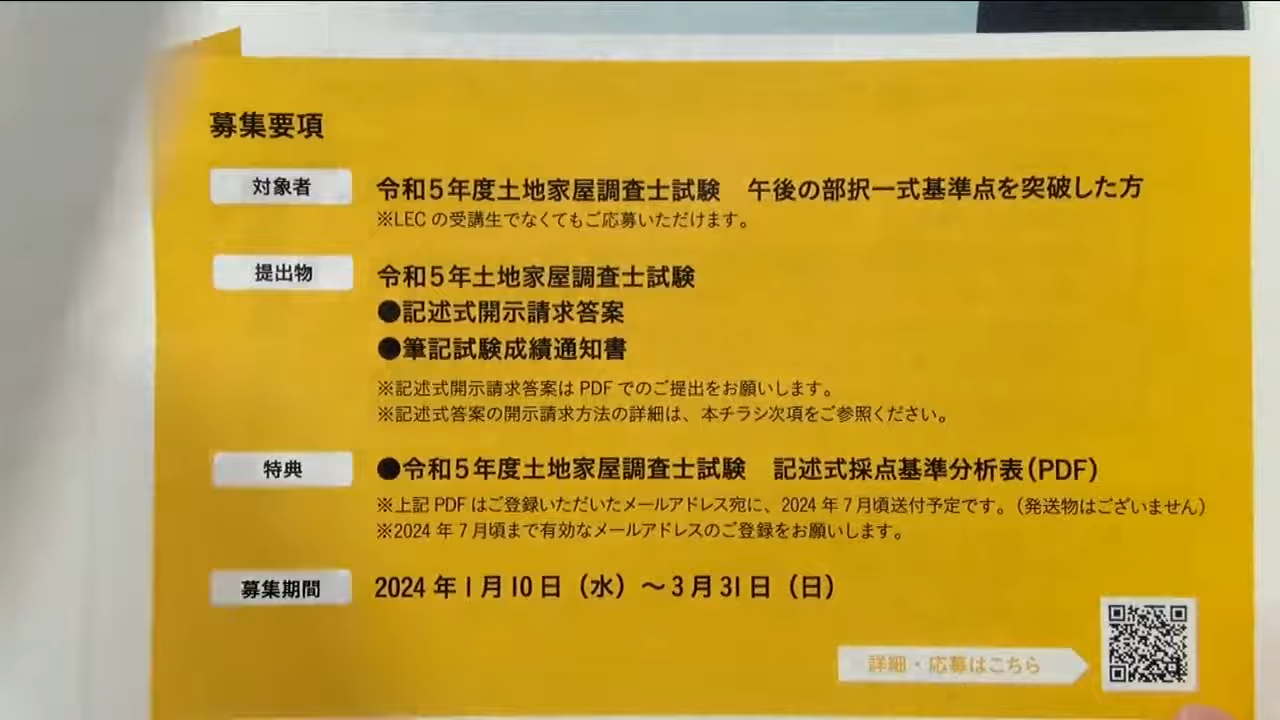 募集要項
対象者
令和5年度土地家屋調査士試験　午後の部択一式基準点を突破した方
※LECの受講生でなくてもご応募いただけます。
提出物
令和5年土地家屋調査士試験
●記述式開示請求答案
●筆記試験成績通知書
※記述式開示請求答案は PDF でのご提出をお願いします。
※記述式答案の開示請求方法の詳細は、本チラシ次項をご参照ください。
特典
●令和5年度土地家屋調査士試験　記述式採点基準分析表(PDF)
※上記 PDF はご登録いただいたメールアドレス宛に、2024 年 7 月頃送付予定です。(発送物はございません)
※2024 年 7 月頃まで有効なメールアドレスのご登録をお願いします。
募集期間
2024 年 1 月 10 日（水）～ 3 月 31 日（日）
詳細・応募はこちら